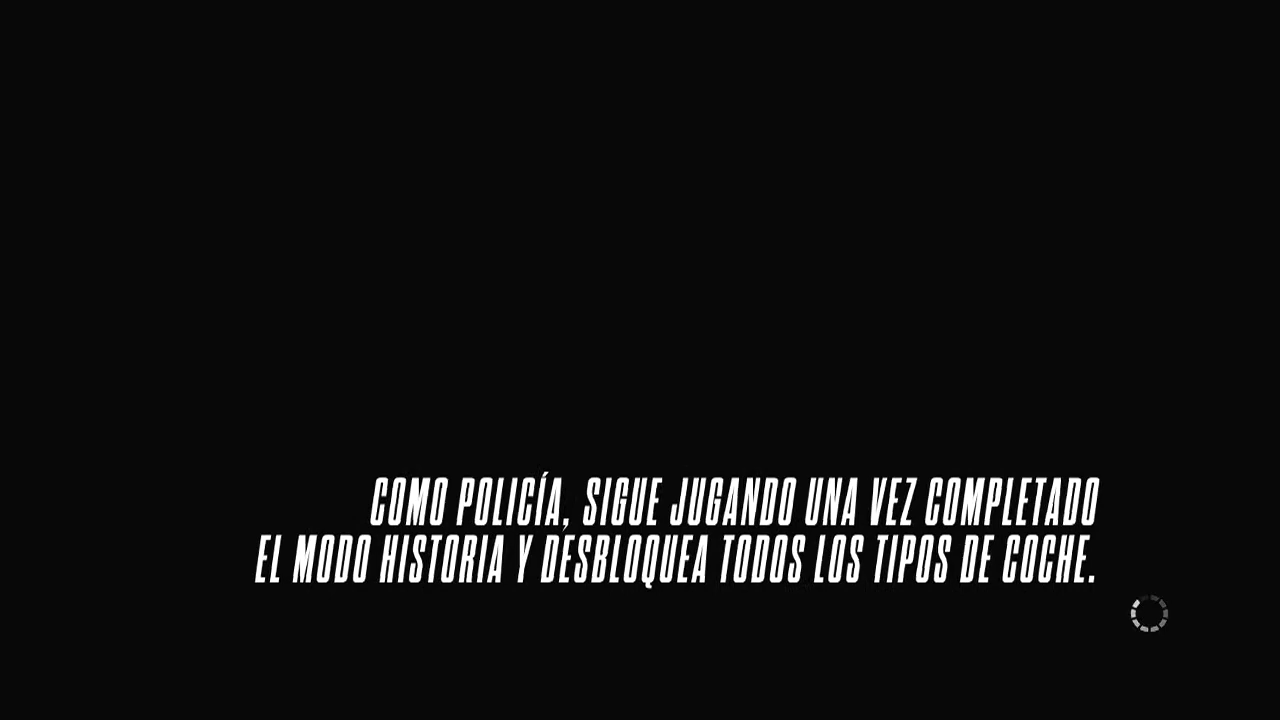 COMO POLICÍA, SIGUE JUGANDO UNA VEZ COMPLETADO
EL MODO HISTORIA Y DESBLOQUEA TODOS LOS TIPOS DE COCHE.